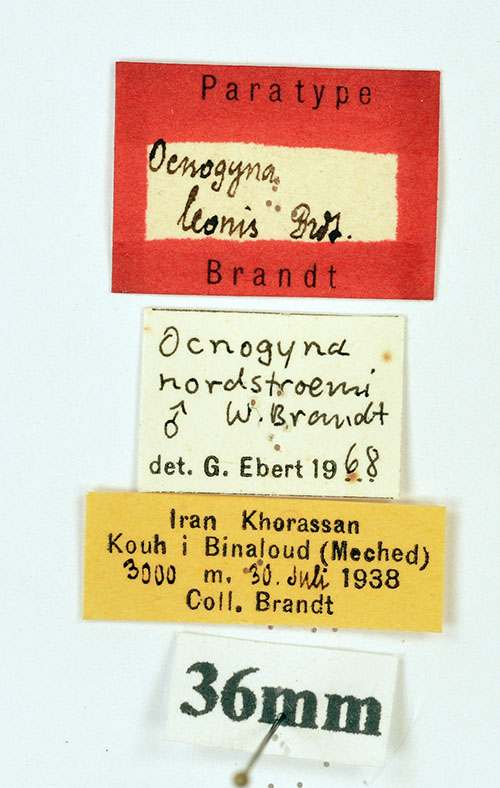 Paratype
Ocnogyna
leonis Brdt.
Brandt
Ocnogyna
nordstroemi
♂ W. Brandt
det. G. Ebert 1968
Iran Khorassan
Kouh i Binaloud (Meched)
3000 m. 30. Juli 1938
Coll. Brandt
36mm